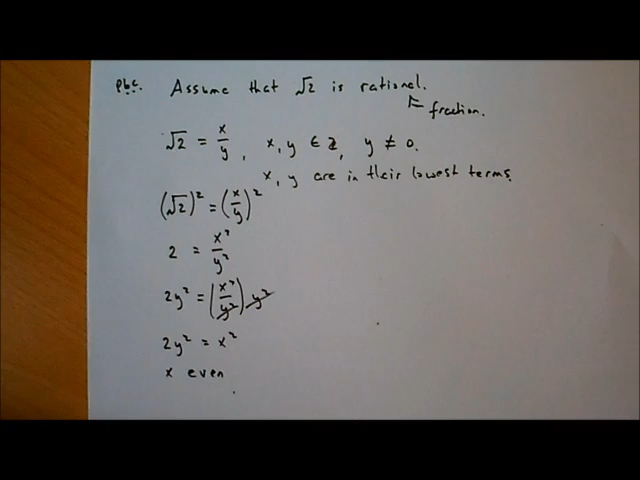 p.b.c. Assume that √2 is rational.
fraction.
√2 = x/y, x, y ∈ ℤ, y ≠ 0.
x, y are in their lowest terms.
(√2)² = (x/y)²
2 = x²/y²
2y² = (x²/y²) y²
2y² = x²
x even